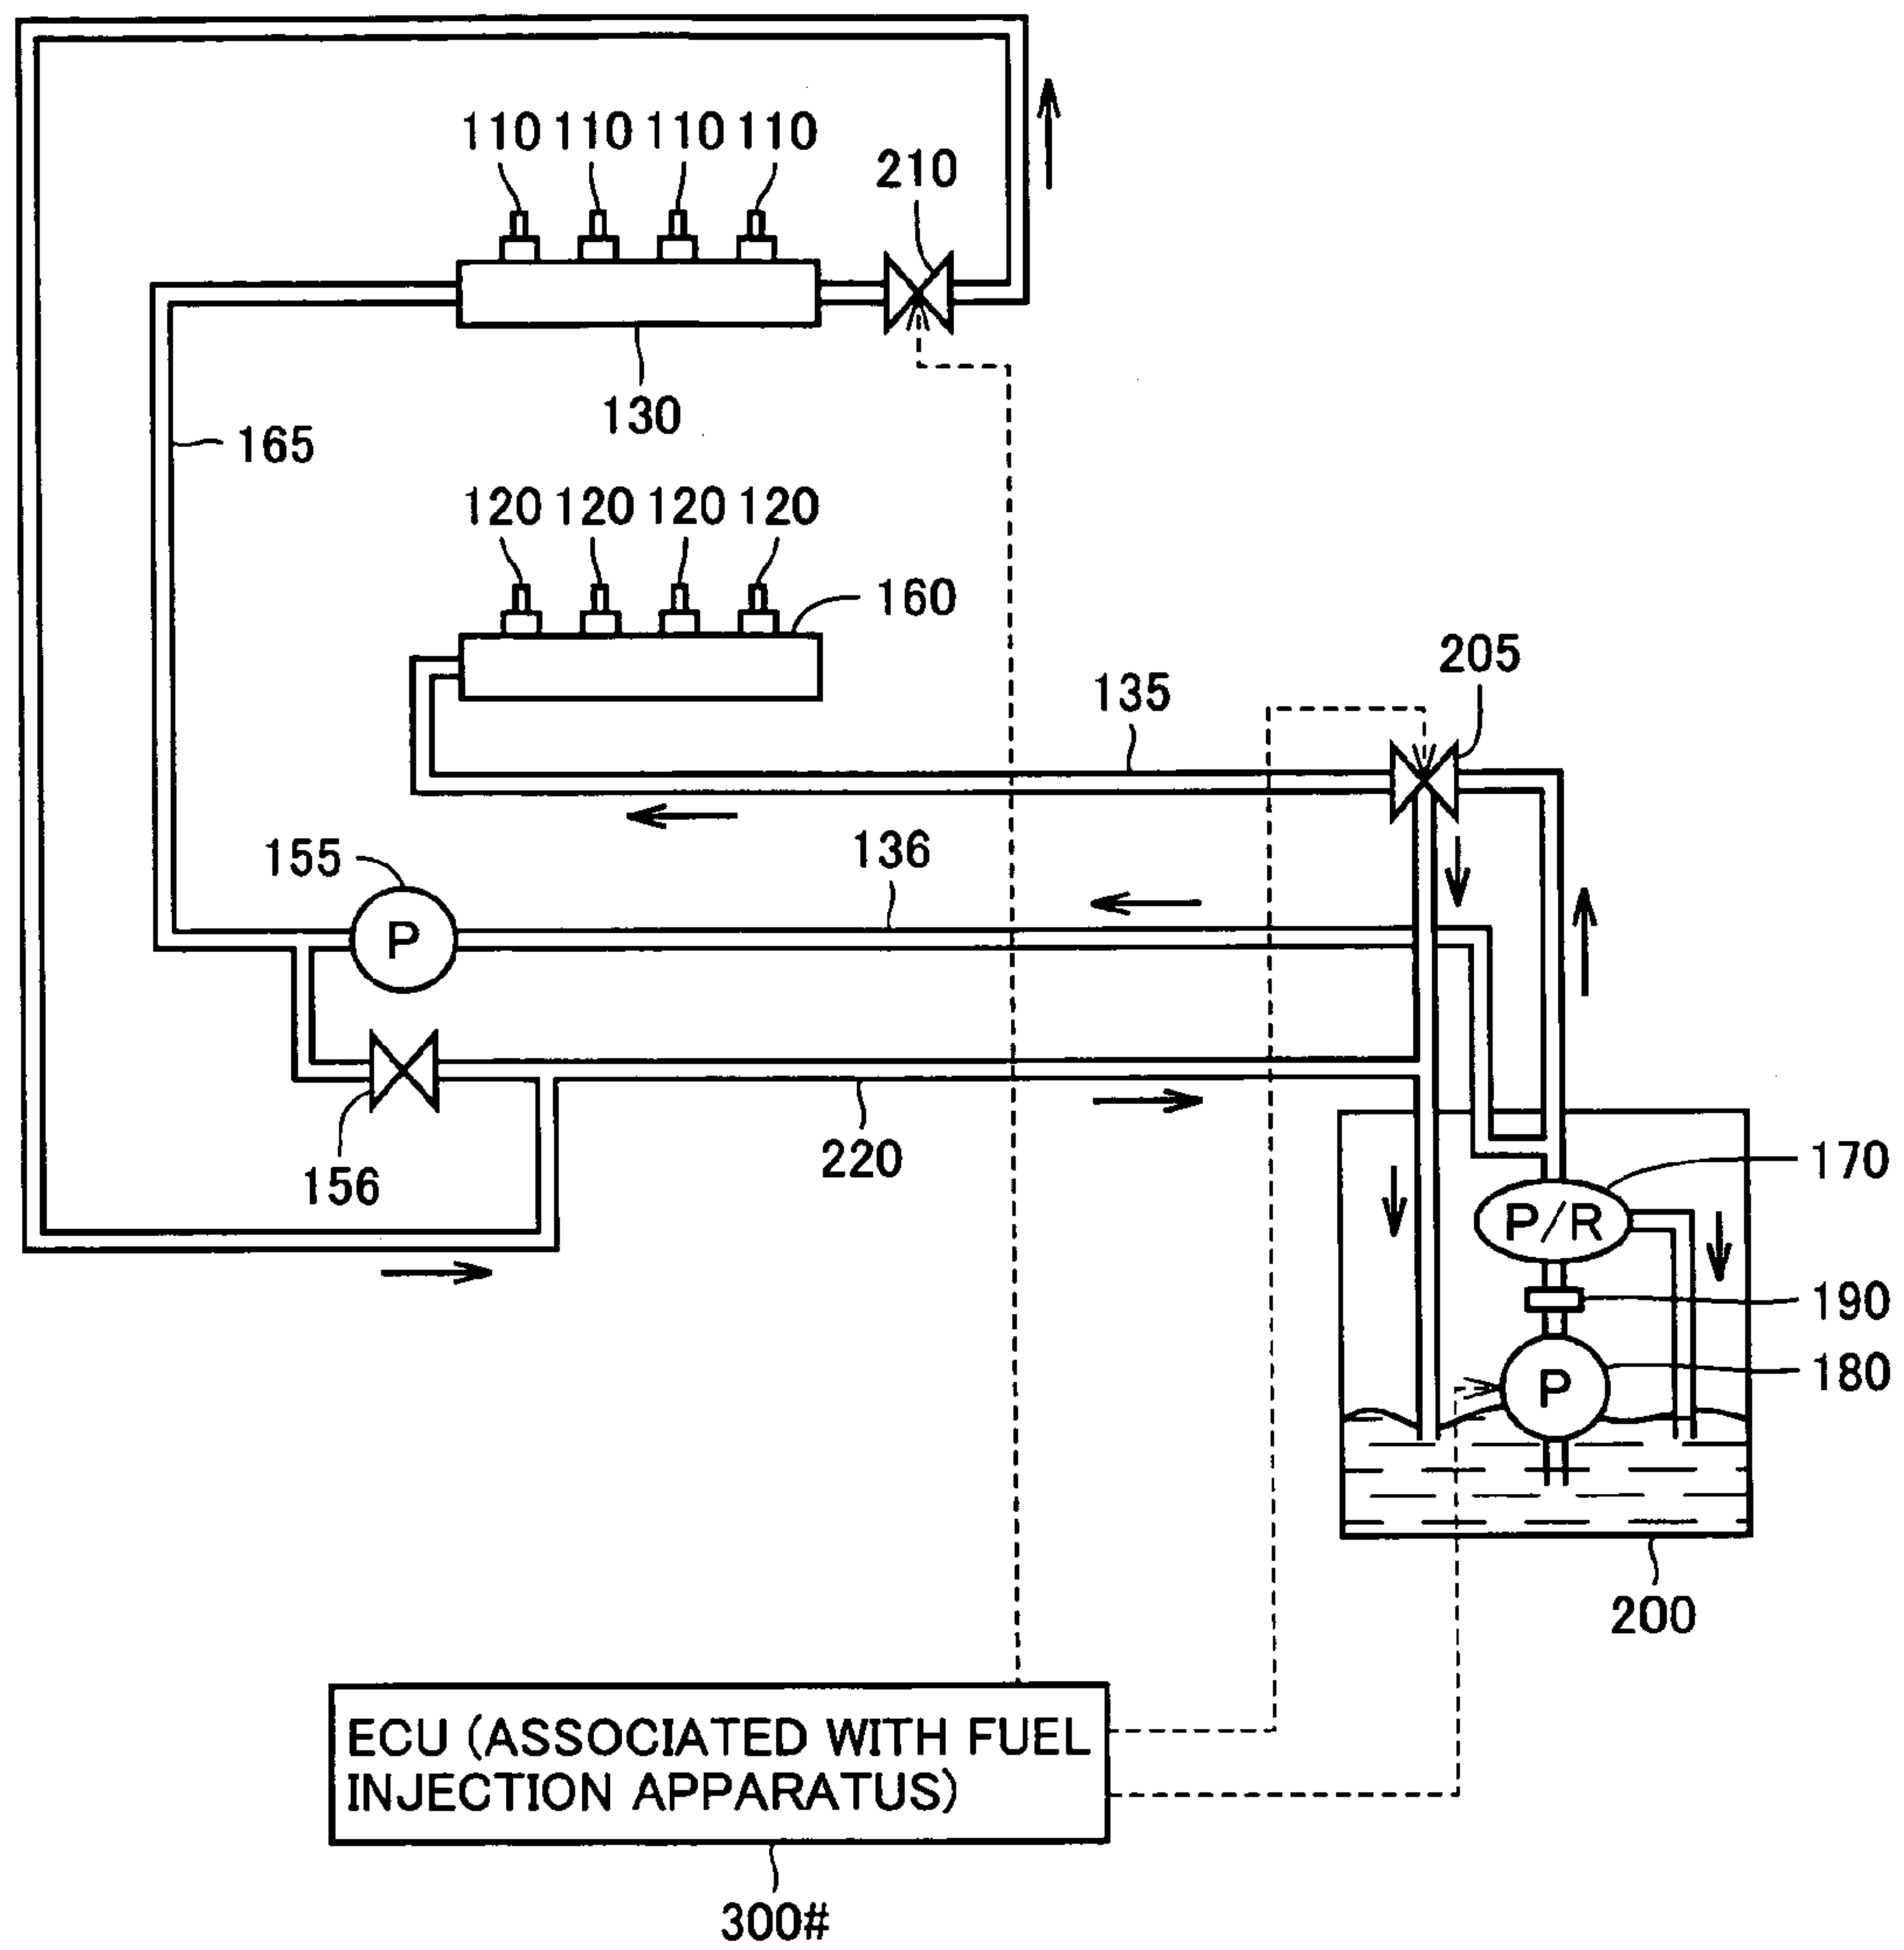 110 110 110 110
210
130
165
120 120 120 120
160
205
135
136
155
P
156
220
170
P/R
190
180
P
200
ECU (ASSOCIATED WITH FUEL
INJECTION APPARATUS)
300#